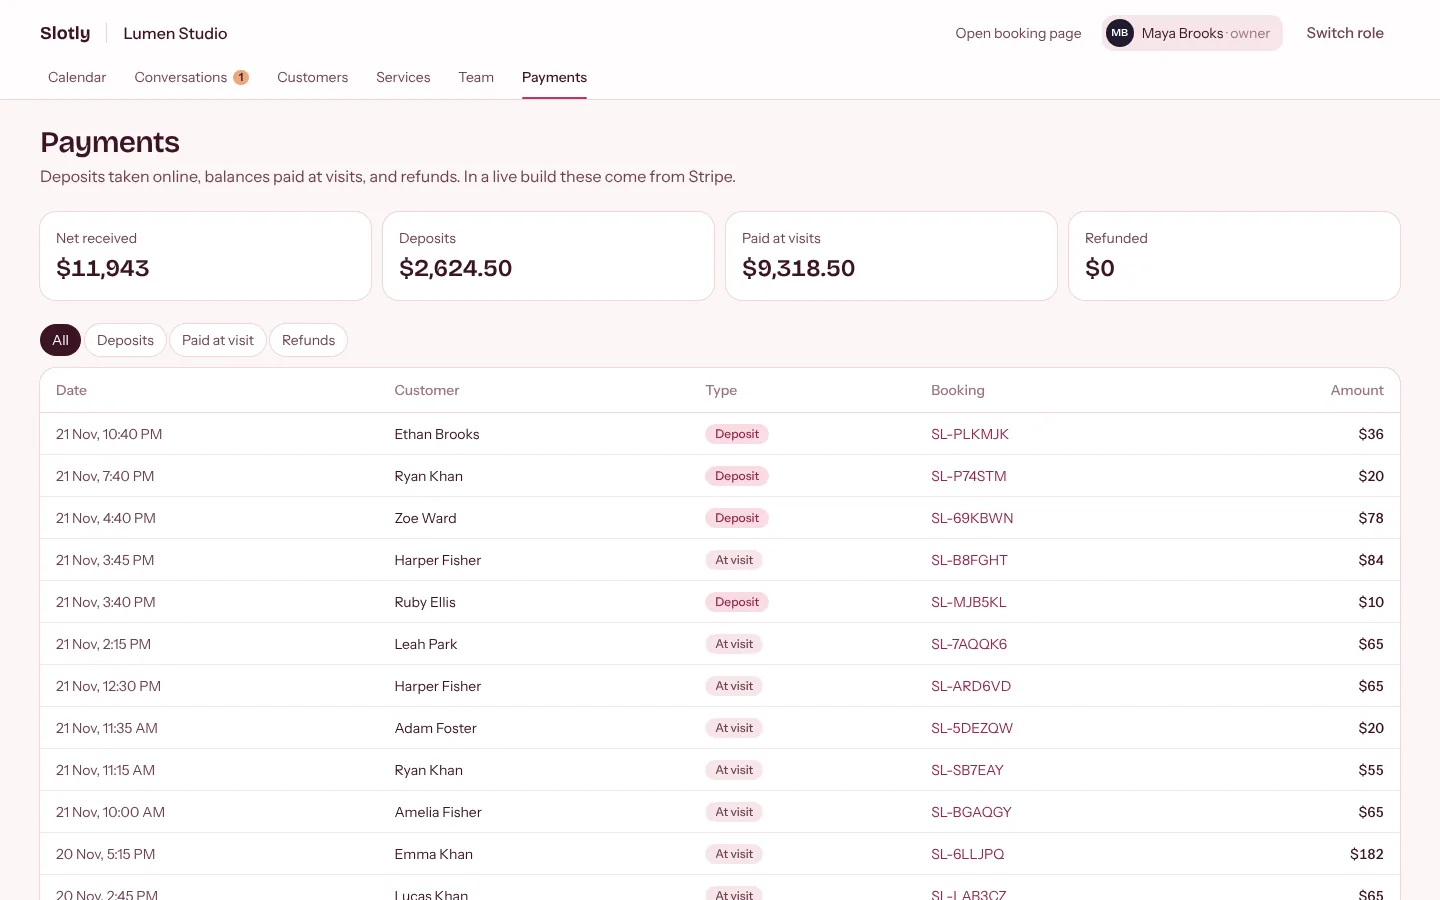 Slotly
Lumen Studio
Open booking page
MB
Maya Brooks · owner
Switch role
Calendar
Conversations 1
Customers
Services
Team
Payments
Payments
Deposits taken online, balances paid at visits, and refunds. In a live build these come from Stripe.
Net received
$11,943
Deposits
$2,624.50
Paid at visits
$9,318.50
Refunded
$0
All
Deposits
Paid at visit
Refunds
Date Customer Type Booking Amount
21 Nov, 10:40 PM Ethan Brooks Deposit SL-PLKMJK $36
21 Nov, 7:40 PM Ryan Khan Deposit SL-P74STM $20
21 Nov, 4:40 PM Zoe Ward Deposit SL-69KBWN $78
21 Nov, 3:45 PM Harper Fisher At visit SL-B8FGHT $84
21 Nov, 3:40 PM Ruby Ellis Deposit SL-MJB5KL $10
21 Nov, 2:15 PM Leah Park At visit SL-7AQQK6 $65
21 Nov, 12:30 PM Harper Fisher At visit SL-ARD6VD $65
21 Nov, 11:35 AM Adam Foster At visit SL-5DEZQW $20
21 Nov, 11:15 AM Ryan Khan At visit SL-SB7EAY $55
21 Nov, 10:00 AM Amelia Fisher At visit SL-BGAQGY $65
20 Nov, 5:15 PM Emma Khan At visit SL-6LLJPQ $182
20 Nov, 2:45 PM Lucas Khan At visit SL-LAB3CZ $65